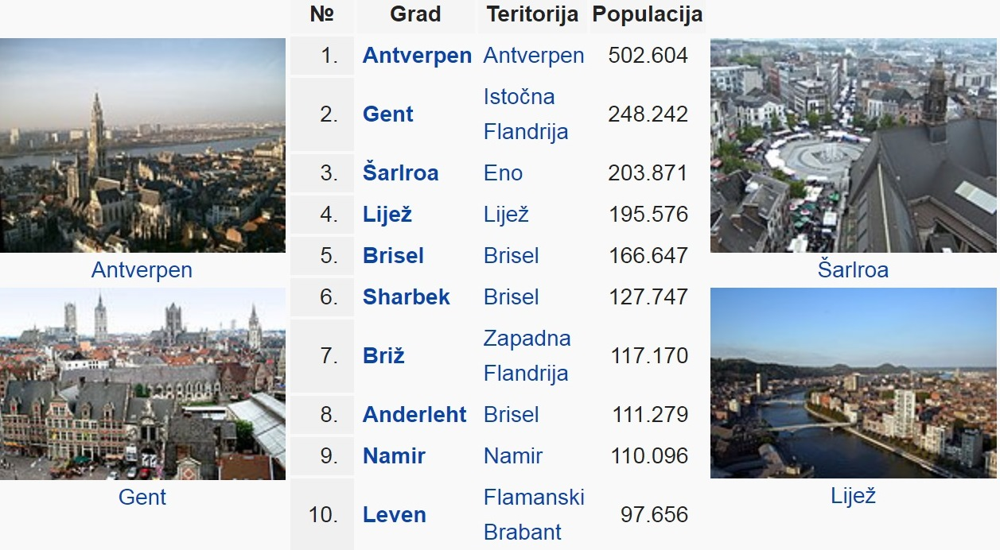 № Grad Teritorija Populacija
1. Antverpen Antverpen 502.604
2. Gent Istočna
Flandrija 248.242
3. Šarlroa Eno 203.871
4. Lijež Lijež 195.576
5. Brisel Brisel 166.647
6. Sharbek Brisel 127.747
7. Briž Zapadna
Flandrija 117.170
8. Anderleht Brisel 111.279
9. Namir Namir 110.096
10. Leven Flamanski
Brabant 97.656
Antverpen
Gent
Šarlroa
Lijež